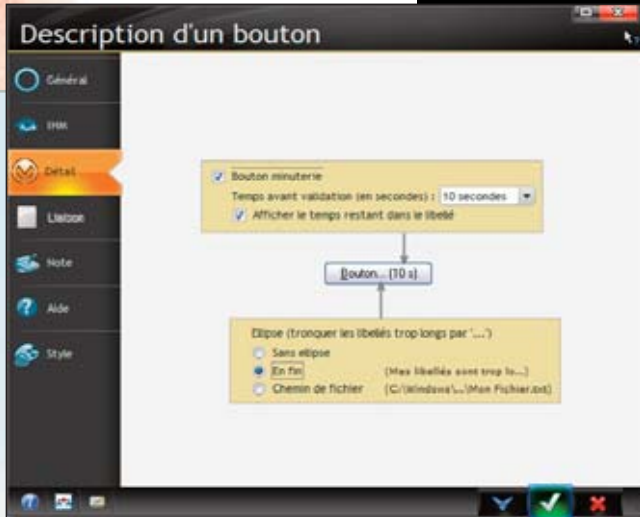 Description d'un bouton
Général
IHM
Détail
Liaison
Note
Aide
Style
Bouton minuterie
Temps avant validation (en secondes) : 10 secondes
Afficher le temps restant dans le libellé
Bouton... (10 s)
Ellipse (tronquer les libellés trop longs par '...')
Sans ellipse
En fin (Mes libellés sont trop lo...)
Chemin de fichier (C:\Windows\...\Mon Fichier.txt)